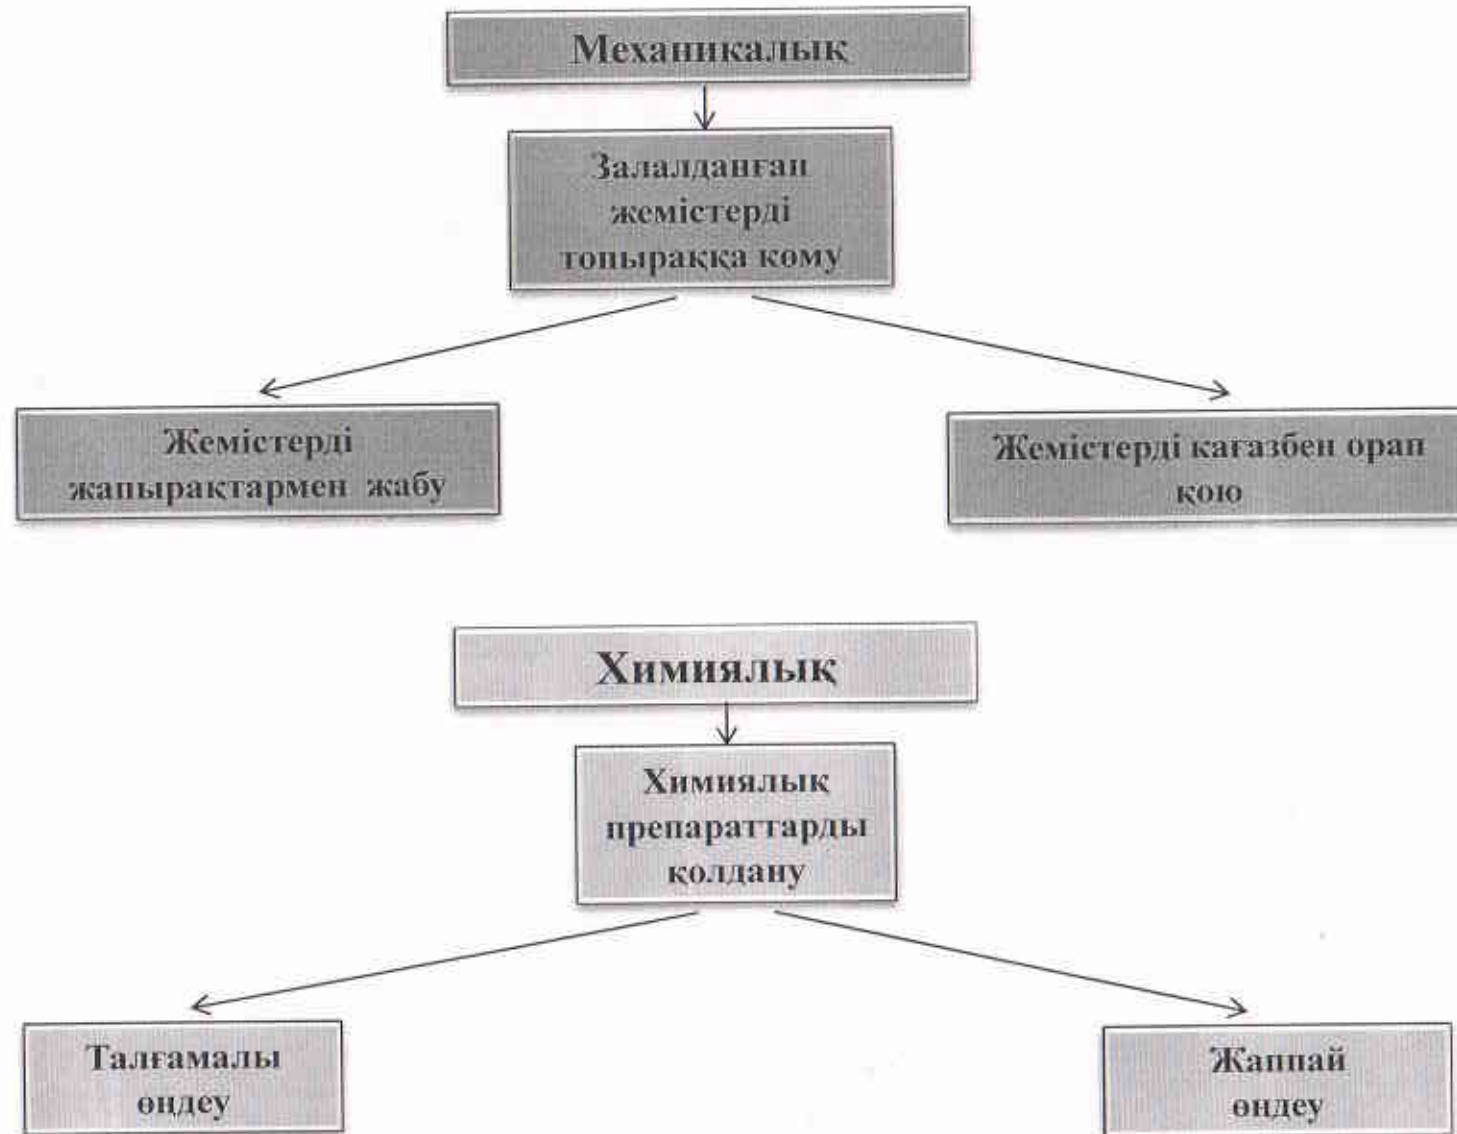 Механикалық
Залалданған
жемістерді
топыраққа көму
Жемістерді
жапырақтармен жабу
Жемістерді кағазбен орап
қою
Химиялық
Химиялық
препараттарды
қолдану
Талғамалы
өңдеу
Жаппай
өңдеу